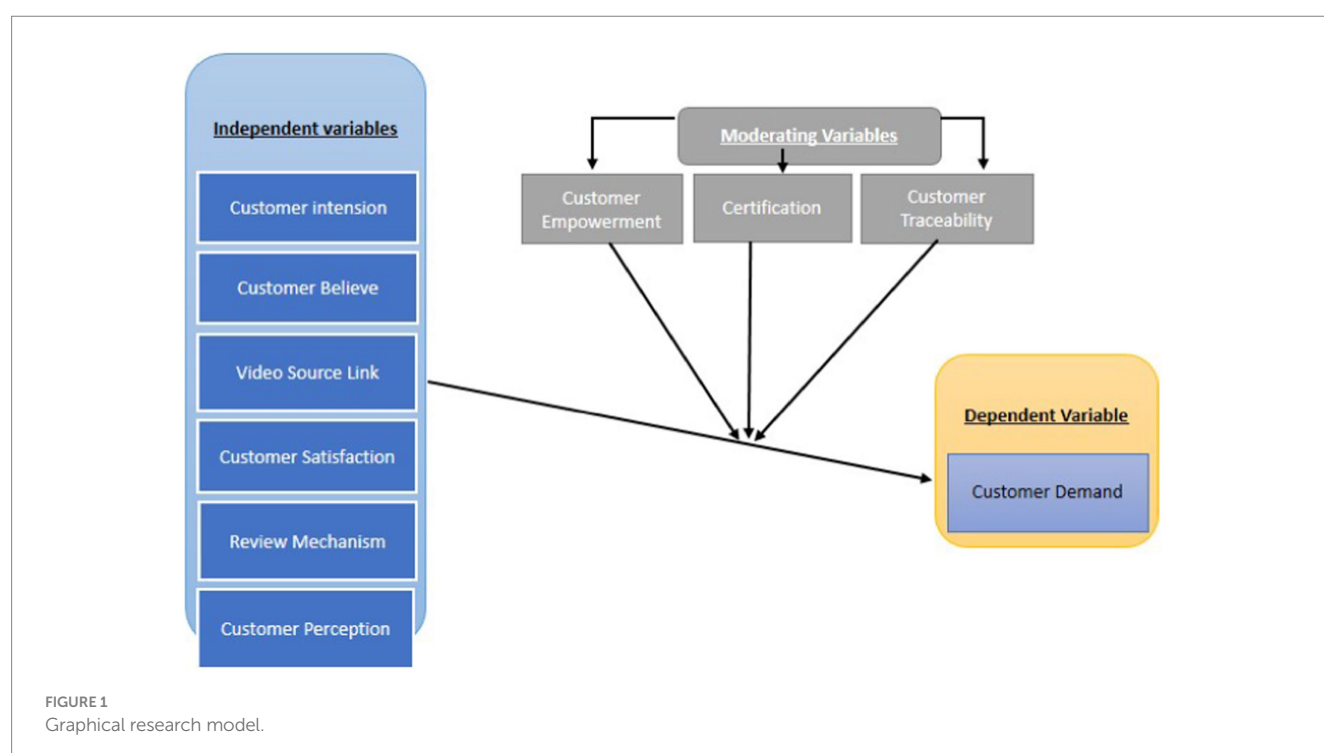 Independent variables
Customer intension
Customer Believe
Video Source Link
Customer Satisfaction
Review Mechanism
Customer Perception
Moderating Variables
Customer
Empowerment
Certification
Customer
Traceability
Dependent Variable
Customer Demand
FIGURE 1
Graphical research model.